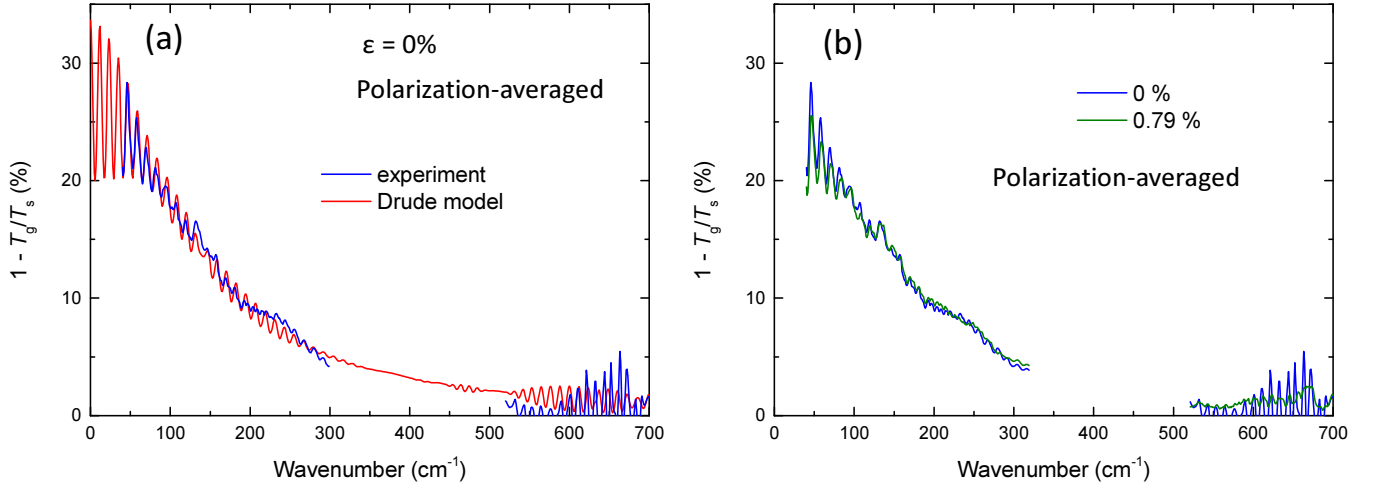 (a)
ε = 0%
Polarization-averaged
experiment
Drude model
1 - Tg/Ts (%)
30
20
10
0
0 100 200 300 400 500 600 700
Wavenumber (cm⁻¹)
(b)
0 %
0.79 %
Polarization-averaged
1 - Tg/Ts (%)
30
20
10
0
0 100 200 300 400 500 600 700
Wavenumber (cm⁻¹)